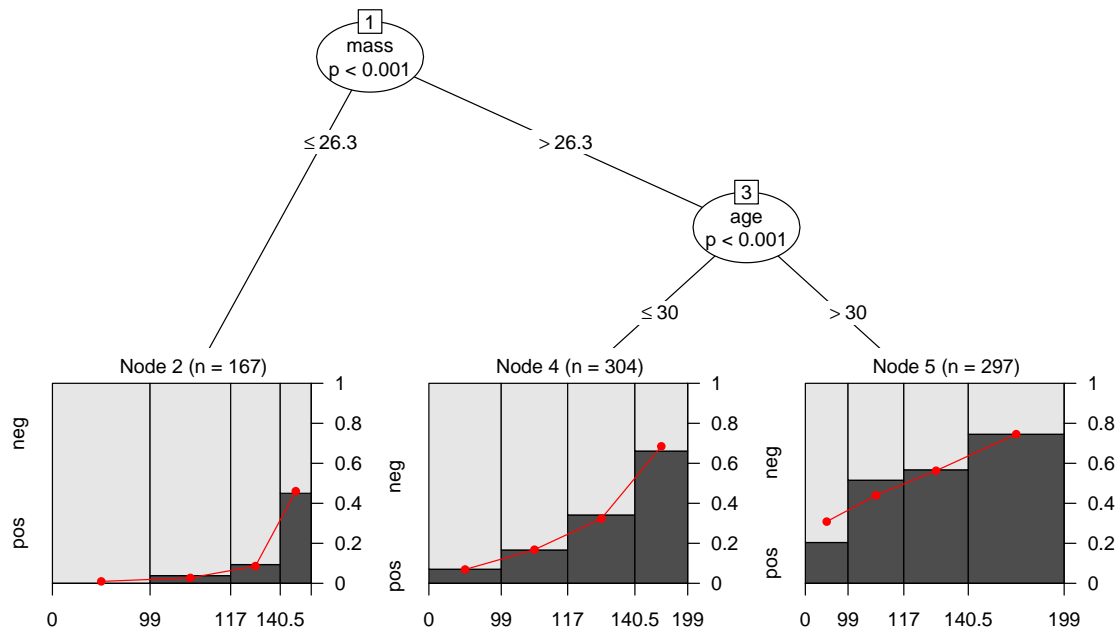 1
mass
p < 0.001
≤ 26.3
> 26.3
3
age
p < 0.001
≤ 30
> 30
Node 2 (n = 167)
neg
pos
1
0.8
0.6
0.4
0.2
0
0 99 117 140.5
Node 4 (n = 304)
neg
pos
1
0.8
0.6
0.4
0.2
0
0 99 117 140.5 199
Node 5 (n = 297)
neg
pos
1
0.8
0.6
0.4
0.2
0
0 99 117 140.5 199